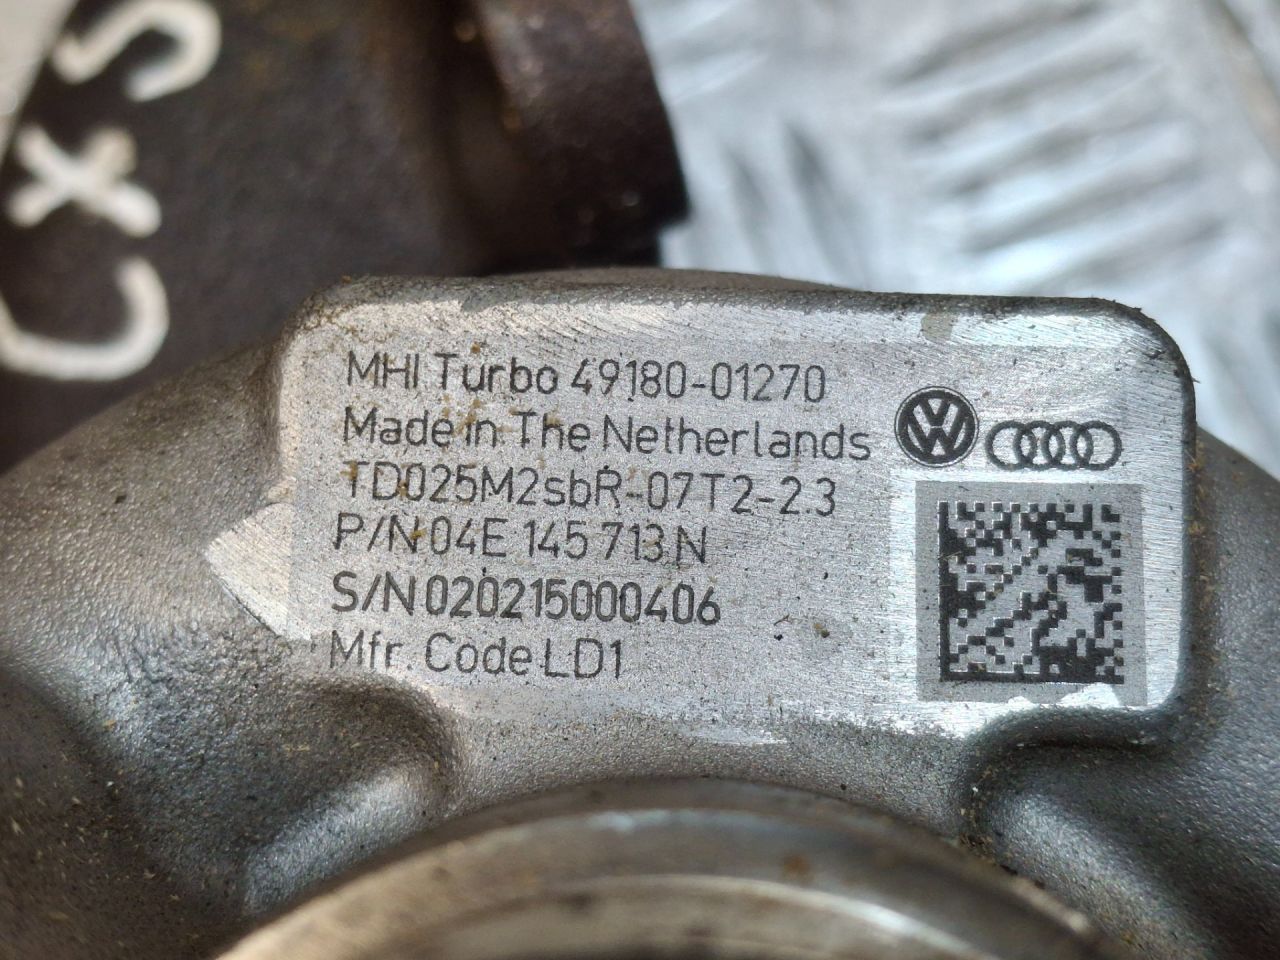 CxS
MHI Turbo 49180-01270
Made in The Netherlands
TD025M2sbR-07T2-2.3
P/N 04E 145 713 N
S/N 020215000406
Mfr. Code LD1